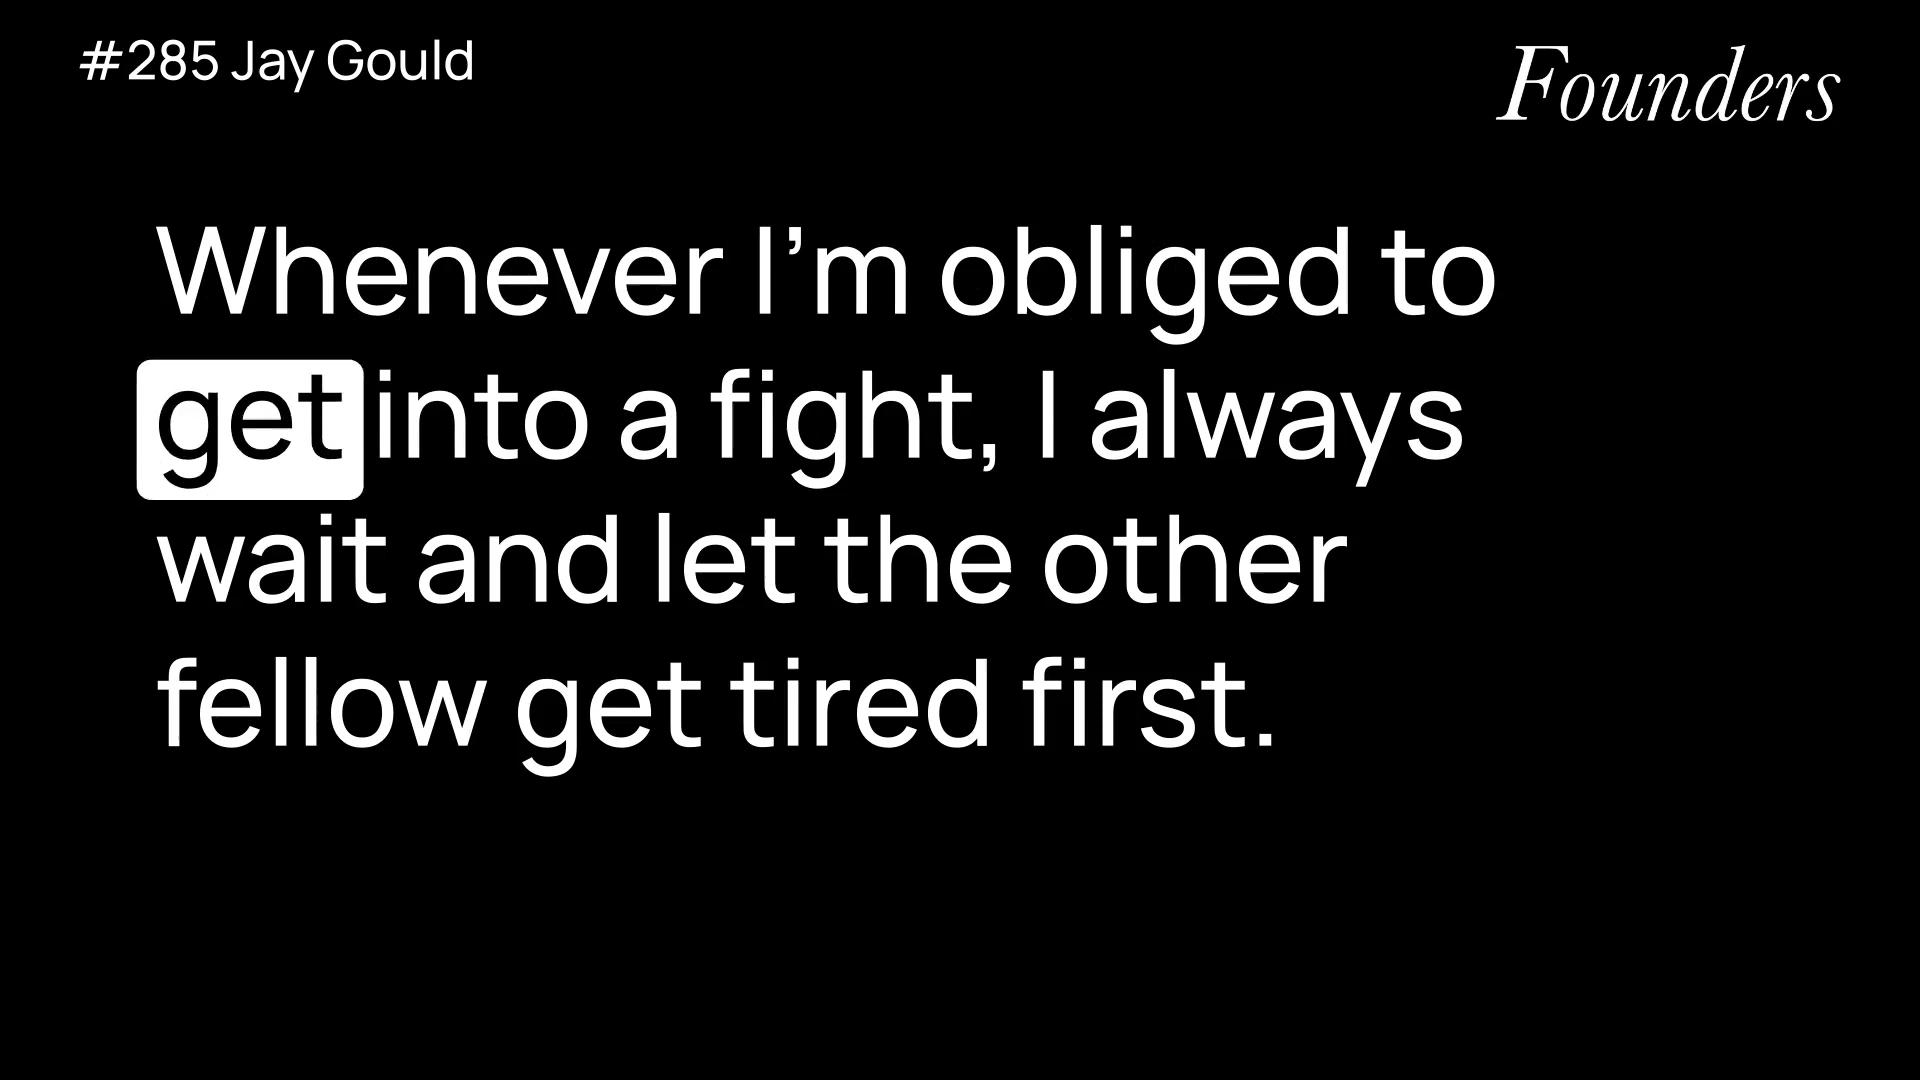 #285 Jay Gould
Founders
Whenever I’m obliged to
get into a fight, I always
wait and let the other
fellow get tired first.